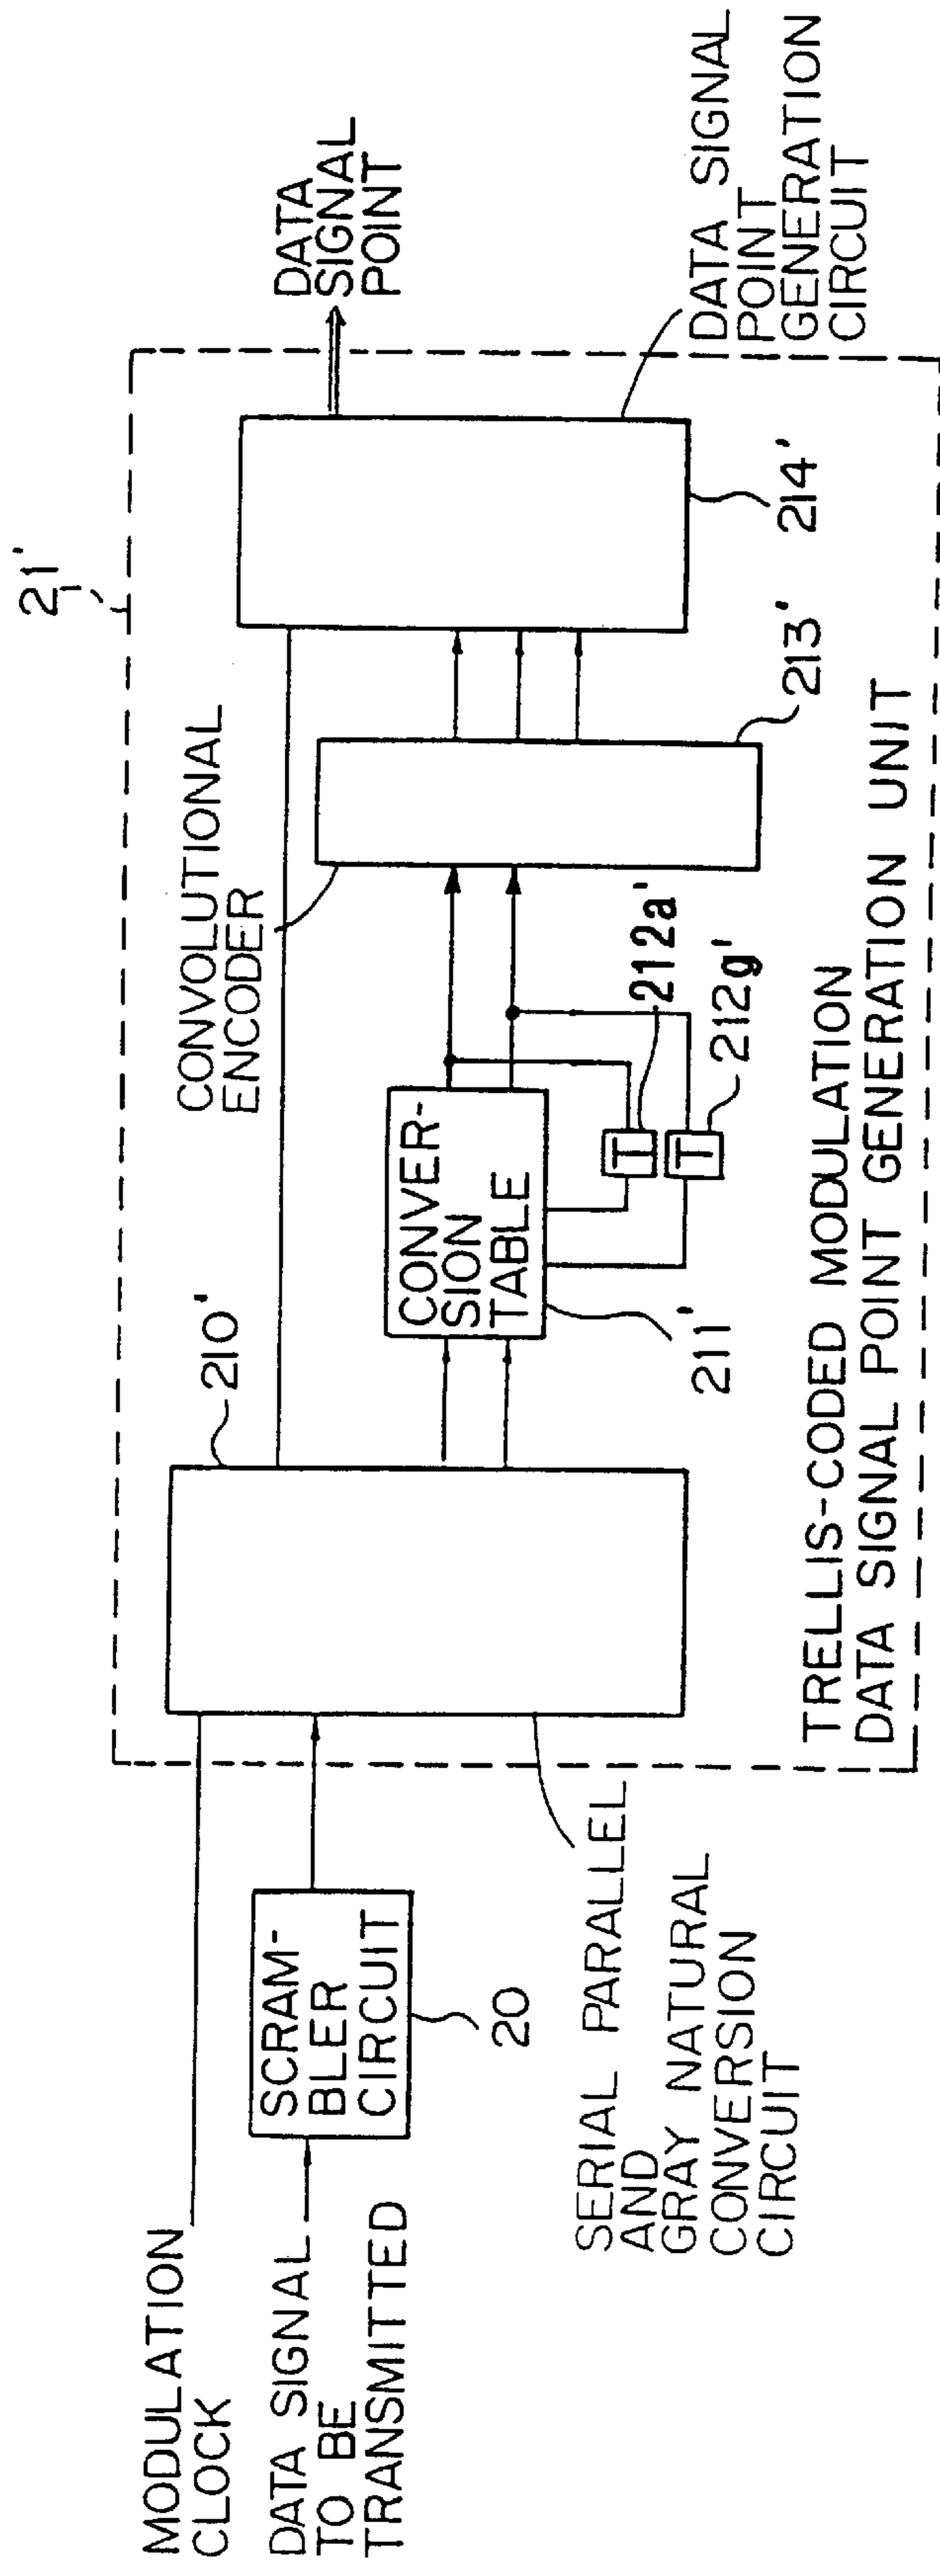 MODULATION
CLOCK
DATA SIGNAL
TO BE
TRANSMITTED
SCRAM-
BLER
CIRCUIT
20
SERIAL PARALLEL
AND
GRAY NATURAL
CONVERSION
CIRCUIT
210'
CONVER-
SION
TABLE
211'
T
T
212a'
212g'
CONVOLUTIONAL
ENCODER
213'
214'
21'
DATA
SIGNAL
POINT
DATA SIGNAL
POINT
GENERATION
CIRCUIT
TRELLIS-CODED MODULATION
DATA SIGNAL POINT GENERATION UNIT